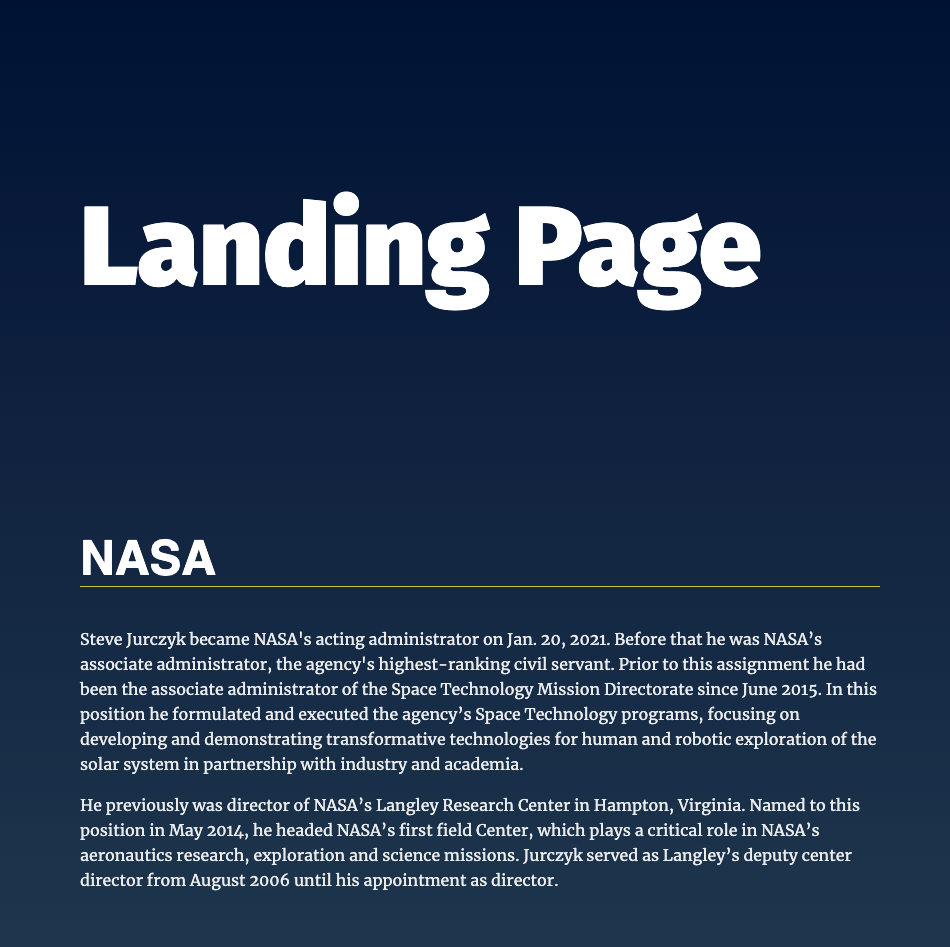 Landing Page
NASA
Steve Jurczyk became NASA's acting administrator on Jan. 20, 2021. Before that he was NASA’s
associate administrator, the agency's highest-ranking civil servant. Prior to this assignment he had
been the associate administrator of the Space Technology Mission Directorate since June 2015. In this
position he formulated and executed the agency’s Space Technology programs, focusing on
developing and demonstrating transformative technologies for human and robotic exploration of the
solar system in partnership with industry and academia.
He previously was director of NASA’s Langley Research Center in Hampton, Virginia. Named to this
position in May 2014, he headed NASA’s first field Center, which plays a critical role in NASA’s
aeronautics research, exploration and science missions. Jurczyk served as Langley’s deputy center
director from August 2006 until his appointment as director.